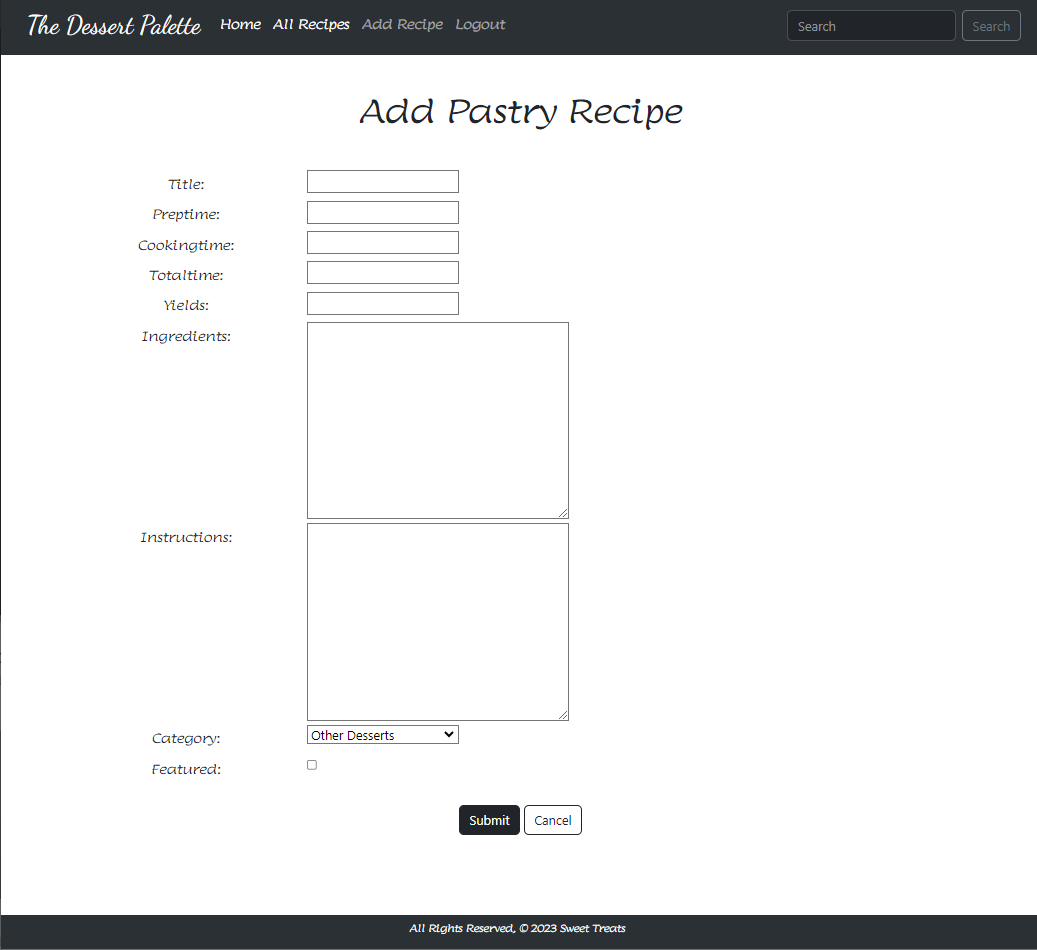 The Dessert Palette Home All Recipes Add Recipe Logout Search Search
Add Pastry Recipe
Title:
Preptime:
Cookingtime:
Totaltime:
Yields:
Ingredients:
Instructions:
Category: Other Desserts
Featured:
Submit Cancel
All Rights Reserved, © 2023 Sweet Treats